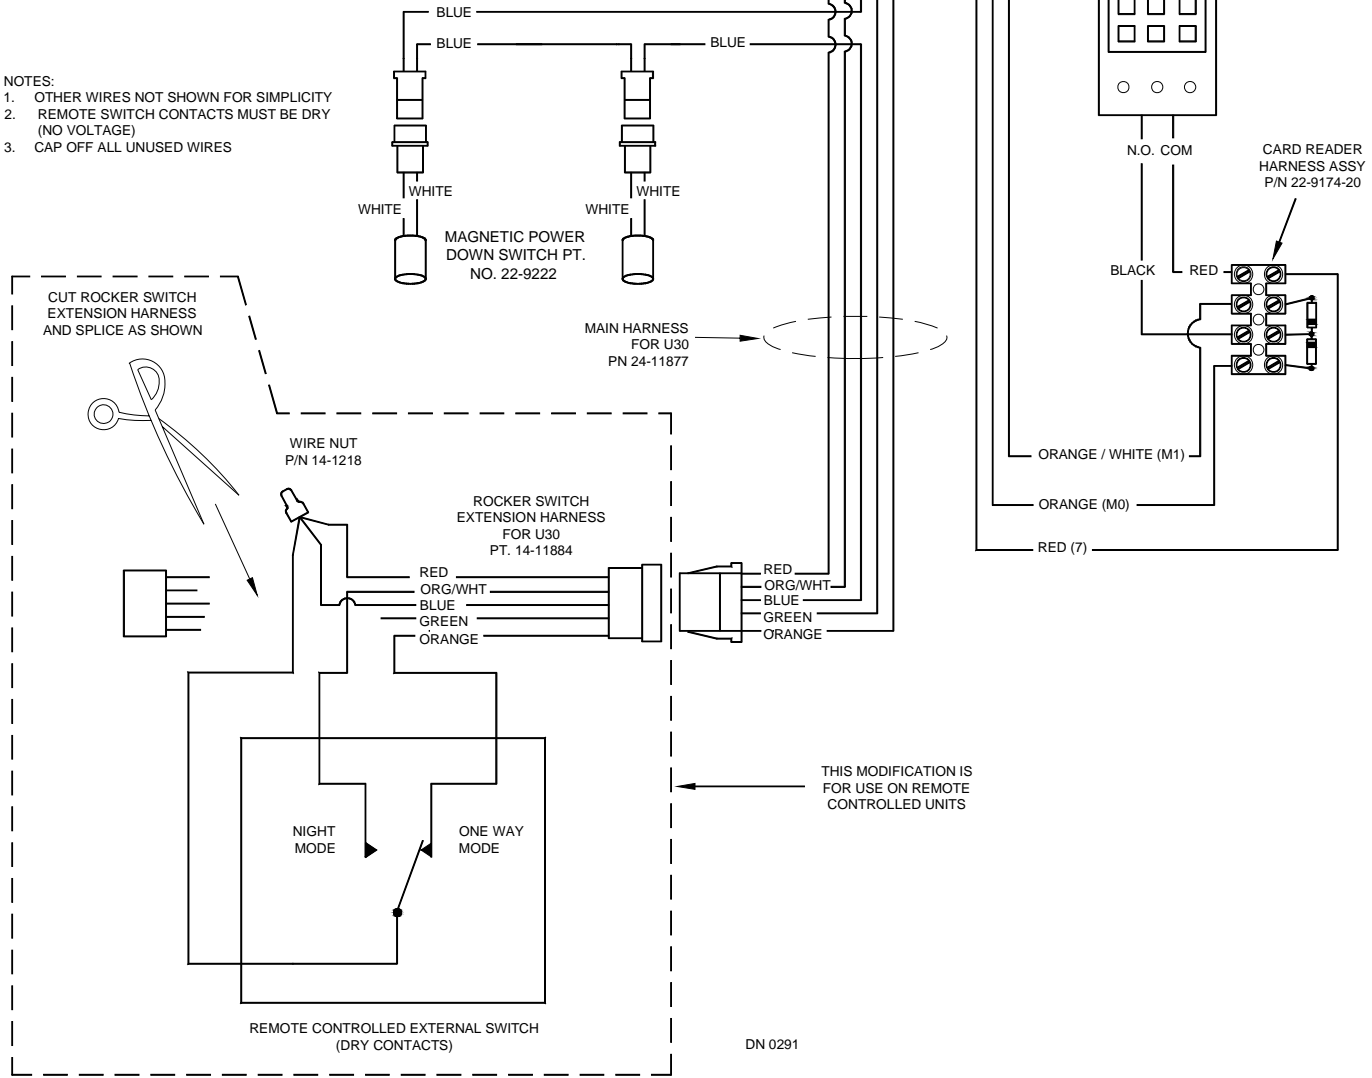 BLUE
BLUE
BLUE
NOTES:
1. OTHER WIRES NOT SHOWN FOR SIMPLICITY
2. REMOTE SWITCH CONTACTS MUST BE DRY
(NO VOLTAGE)
3. CAP OFF ALL UNUSED WIRES
WHITE
WHITE
WHITE
WHITE
MAGNETIC POWER
DOWN SWITCH PT.
NO. 22-9222
N.O. COM
CARD READER
HARNESS ASSY
P/N 22-9174-20
BLACK
RED
CUT ROCKER SWITCH
EXTENSION HARNESS
AND SPLICE AS SHOWN
MAIN HARNESS
FOR U30
PN 24-11877
WIRE NUT
P/N 14-1218
ORANGE / WHITE (M1)
ORANGE (M0)
RED (7)
ROCKER SWITCH
EXTENSION HARNESS
FOR U30
PT. 14-11884
RED
ORG/WHT
BLUE
GREEN
ORANGE
RED
ORG/WHT
BLUE
GREEN
ORANGE
THIS MODIFICATION IS
FOR USE ON REMOTE
CONTROLLED UNITS
NIGHT
MODE
ONE WAY
MODE
REMOTE CONTROLLED EXTERNAL SWITCH
(DRY CONTACTS)
DN 0291